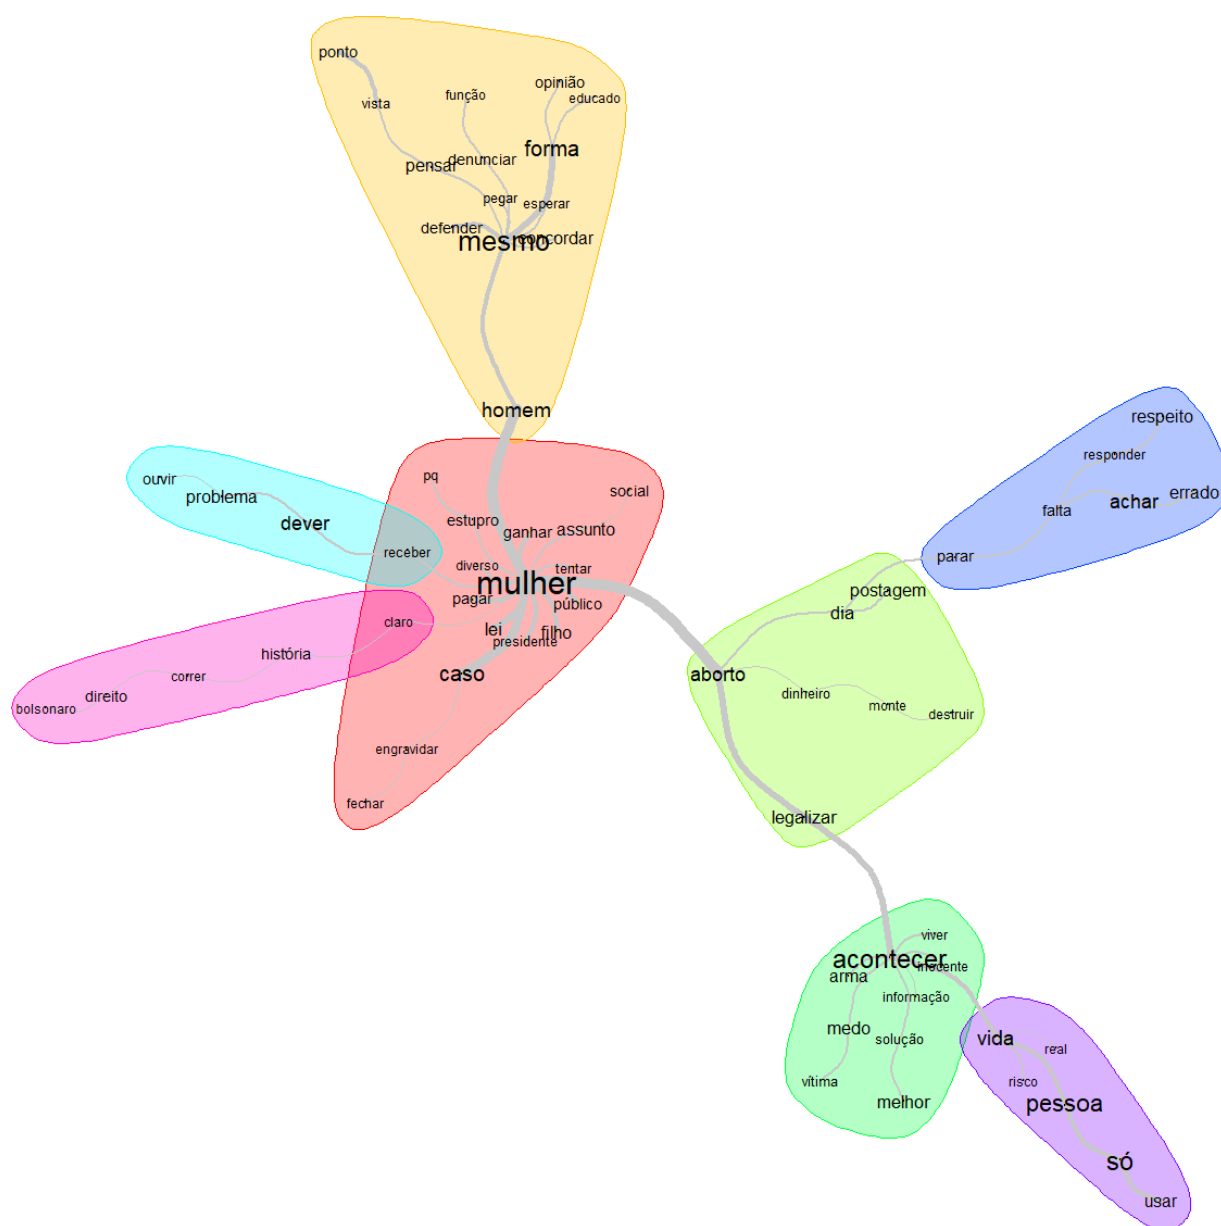 ponto
opinião
educado
vista
função
forma
denunciar
pensar
pegar
esperar
defender
mesmo
concordar
homem
respeito
responder
errado
achar
falta
parar
ouvir
problema
dever
receber
pq
social
estupro
ganhar
assunto
diverso
tentar
mulher
pagar
público
claro
lei
filho
presidente
caso
história
correr
direito
bolsonaro
engravidar
fechar
postagem
dia
aborto
dinheiro
monte
destruir
legalizar
viver
acontecer
inocente
arma
informação
medo
solução
vítima
melhor
vida
real
risco
pessoa
só
usar